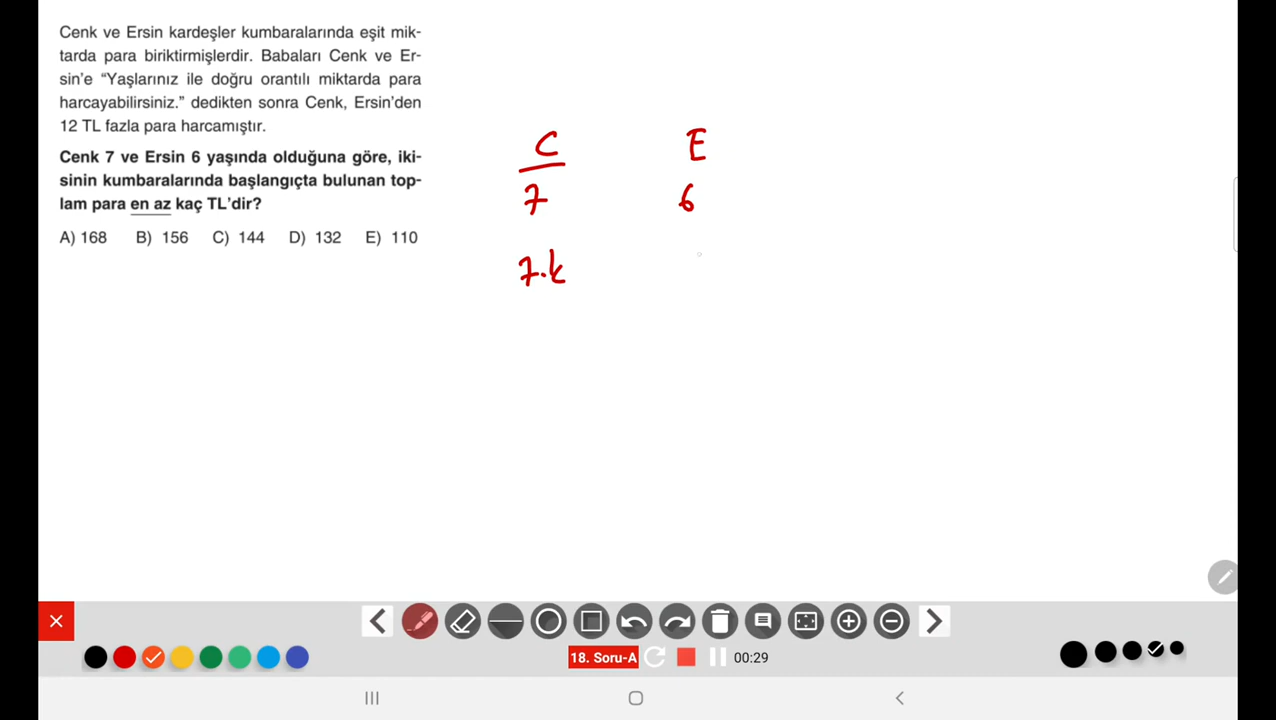 Cenk ve Ersin kardeşler kumbaralarında eşit mik-
tarda para biriktirmişlerdir. Babaları Cenk ve Er-
sin'e “Yaşlarınız ile doğru orantılı miktarda para
harcayabilirsiniz.” dedikten sonra Cenk, Ersin'den
12 TL fazla para harcamıştır.
Cenk 7 ve Ersin 6 yaşında olduğuna göre, iki-
sinin kumbaralarında başlangıçta bulunan top-
lam para en az kaç TL'dir?
A) 168 B) 156 C) 144 D) 132 E) 110
C E
7 6
7.k
18. Soru-A 00:29